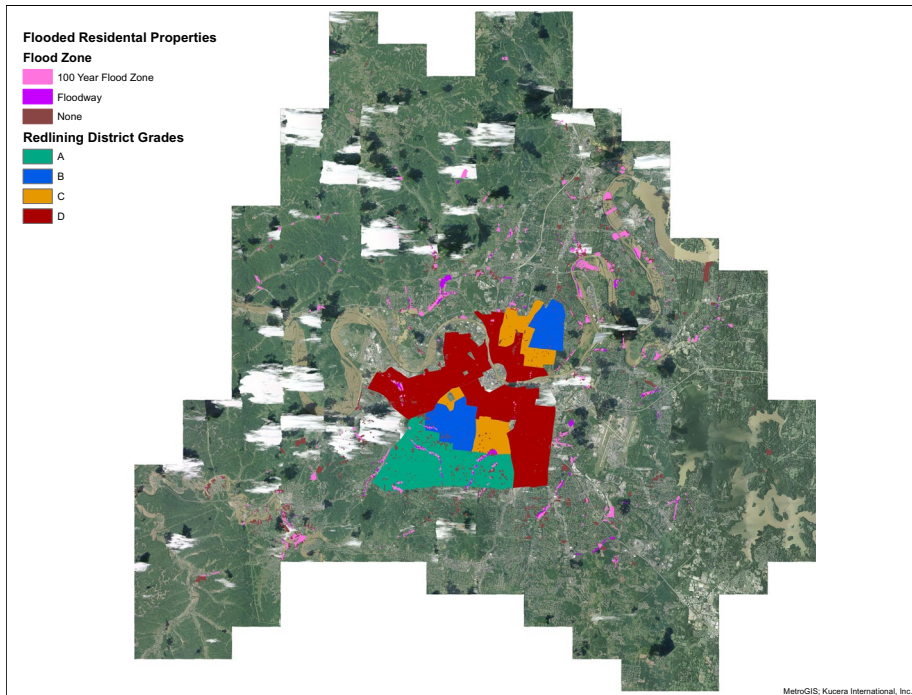 Flooded Residental Properties
Flood Zone
100 Year Flood Zone
Floodway
None
Redlining District Grades
A
B
C
D
MetroGIS; Kucera International, Inc.